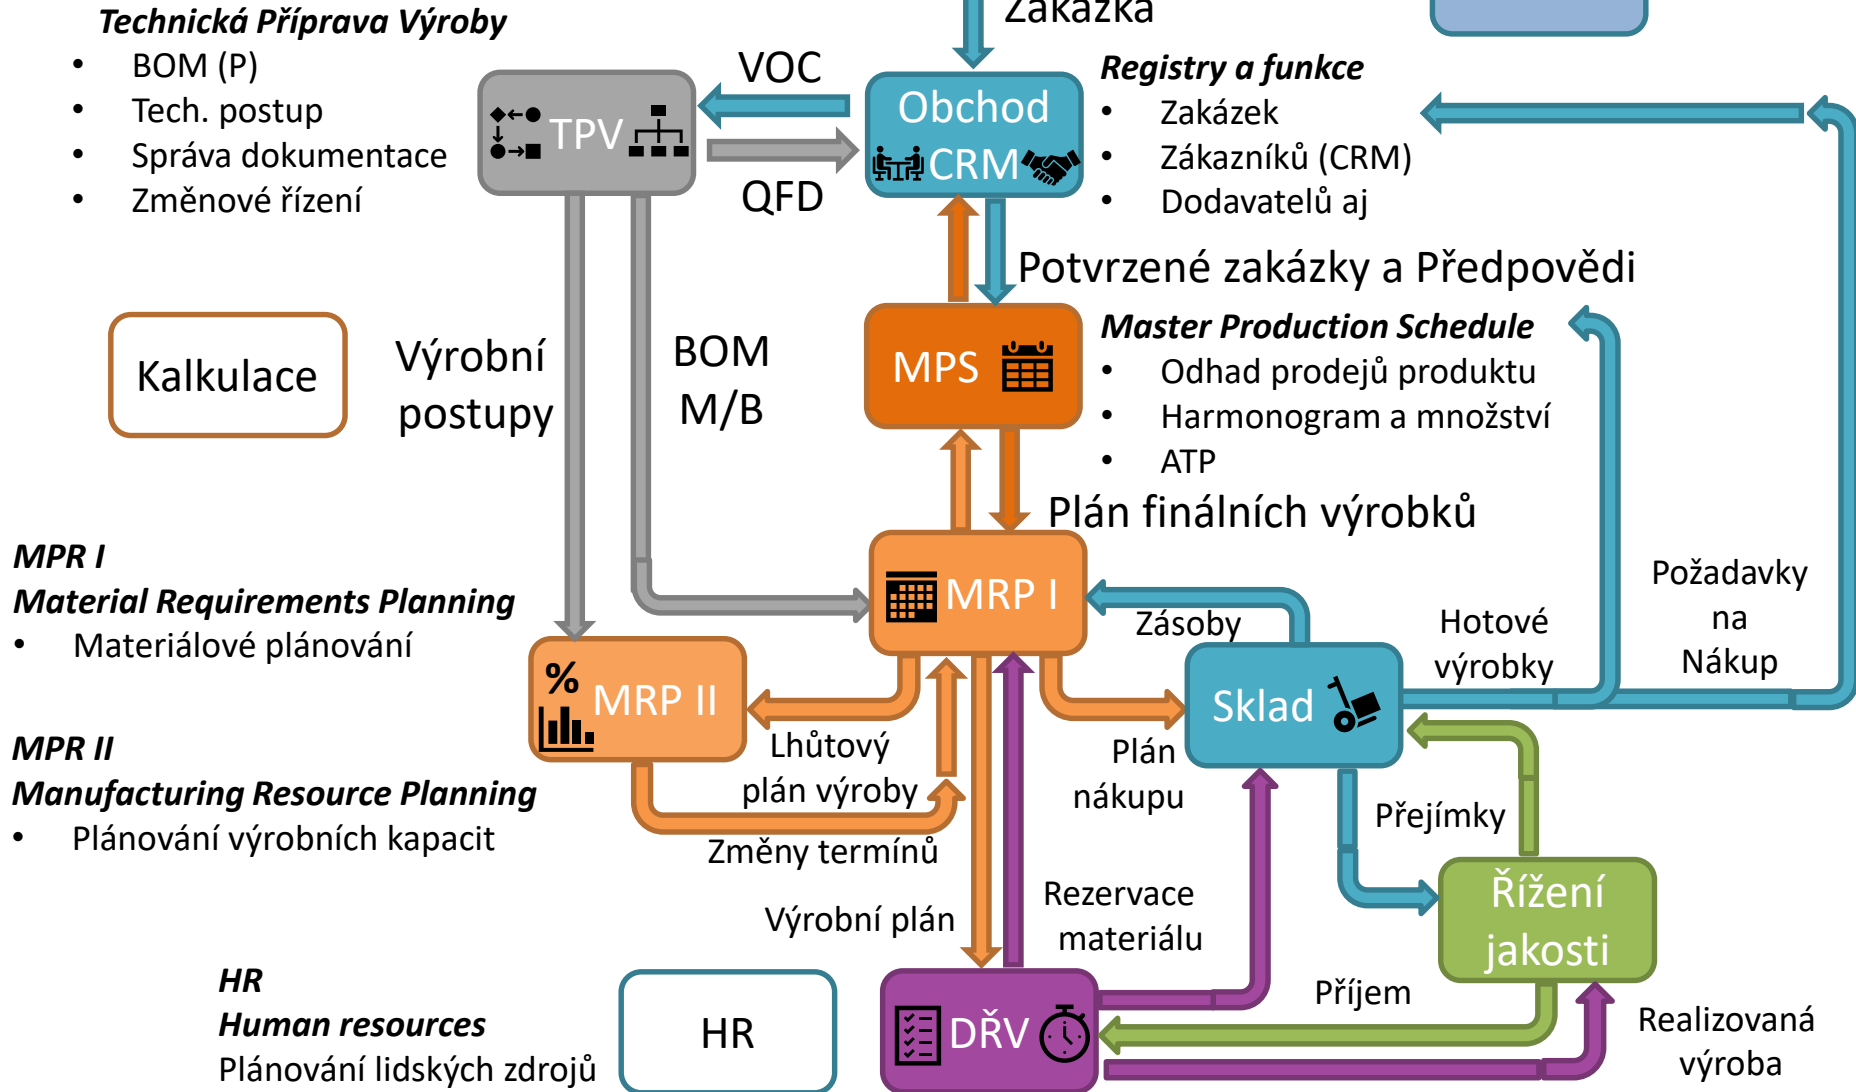 Zakázka
Technická Příprava Výroby
• BOM (P)
• Tech. postup
• Správa dokumentace
• Změnové řízení
TPV
VOC
QFD
Obchod
CRM
Registry a funkce
• Zakázek
• Zákazníků (CRM)
• Dodavatelů aj
Potvrzené zakázky a Předpovědi
Kalkulace
Výrobní
postupy
BOM
M/B
MPS
Master Production Schedule
• Odhad prodejů produktu
• Harmonogram a množství
• ATP
Plán finálních výrobků
MPR I
Material Requirements Planning
• Materiálové plánování
MRP I
Zásoby
Hotové
výrobky
Požadavky
na
Nákup
%
MRP II
Sklad
MPR II
Manufacturing Resource Planning
• Plánování výrobních kapacit
Lhůtový
plán výroby
Změny termínů
Plán
nákupu
Přejímky
Výrobní plán
Rezervace
materiálu
Řížení
jakosti
HR
Human resources
Plánování lidských zdrojů
HR
DŘV
Příjem
Realizovaná
výroba